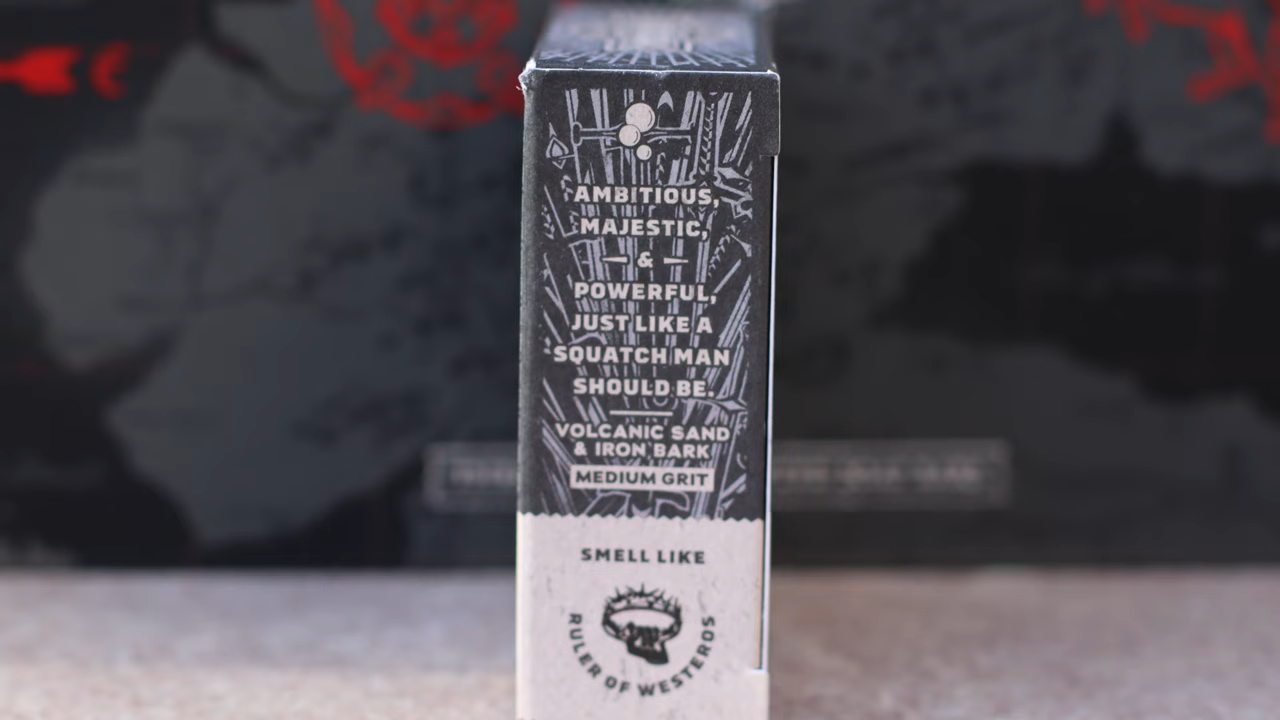 AMBITIOUS,
MAJESTIC,
&
POWERFUL,
JUST LIKE A
SQUATCH MAN
SHOULD BE.
VOLCANIC SAND
& IRON BARK
MEDIUM GRIT
SMELL LIKE
RULER OF WESTEROS